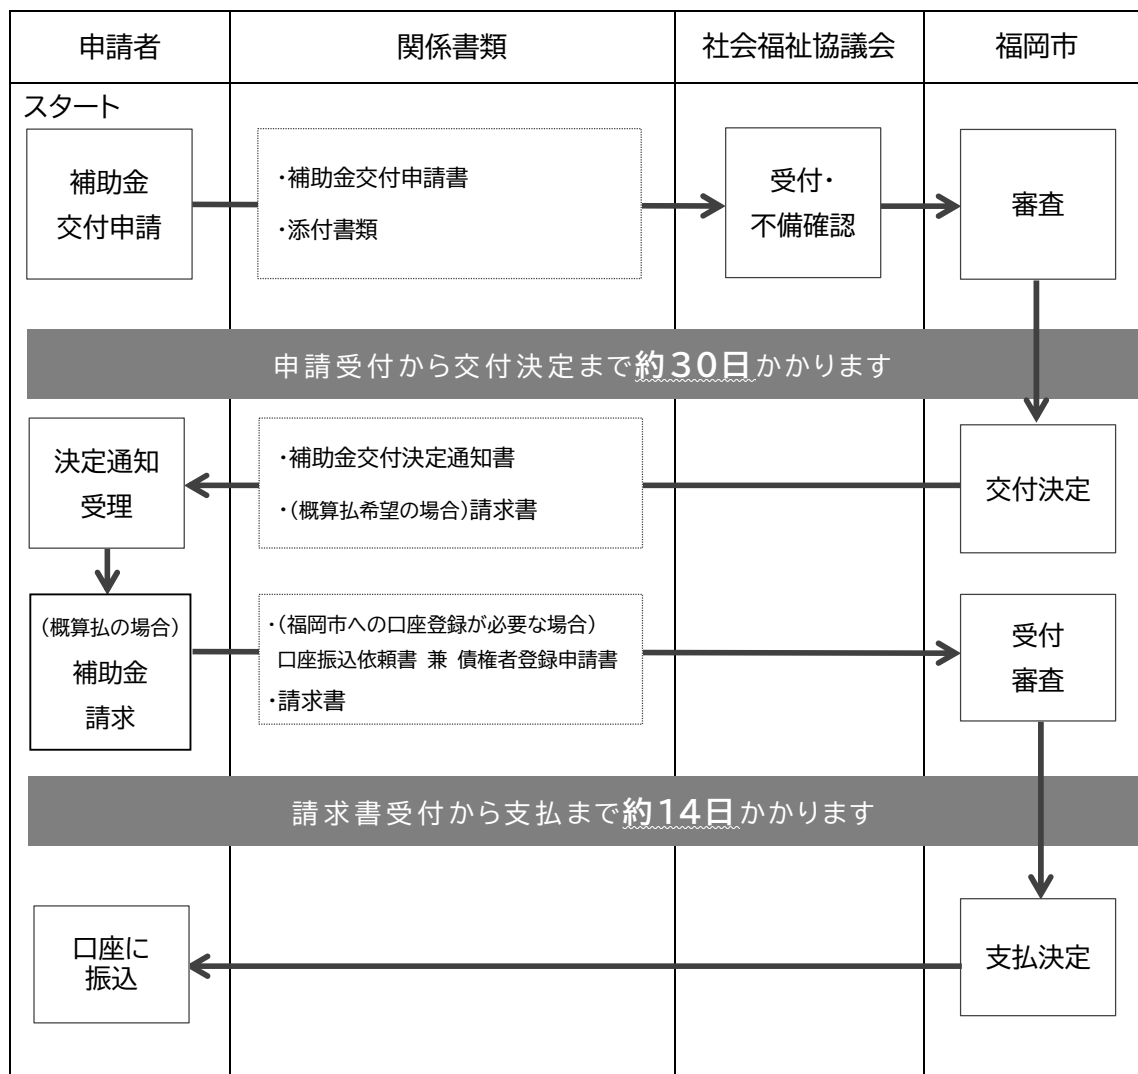 申請者
関係書類
社会福祉協議会
福岡市
スタート
補助金
交付申請
・補助金交付申請書
・添付書類
受付・
不備確認
審査
申請受付から交付決定まで約30日かかります
決定通知
受理
・補助金交付決定通知書
・(概算払希望の場合)請求書
交付決定
(概算払の場合)
補助金
請求
・(福岡市への口座登録が必要な場合)
口座振込依頼書 兼 債権者登録申請書
・請求書
受付
審査
請求書受付から支払まで約14日かかります
口座に
振込
支払決定